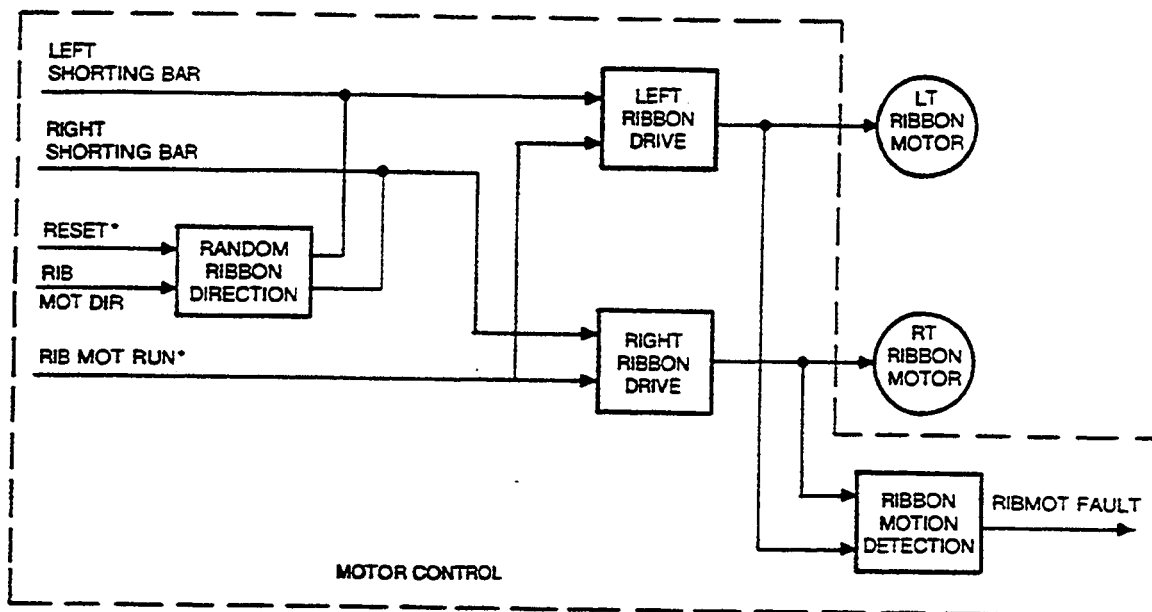 LEFT
SHORTING BAR
RIGHT
SHORTING BAR
RESET*
RIB
MOT DIR
RIB MOT RUN*
RANDOM
RIBBON
DIRECTION
LEFT
RIBBON
DRIVE
RIGHT
RIBBON
DRIVE
LT
RIBBON
MOTOR
RT
RIBBON
MOTOR
RIBBON
MOTION
DETECTION
RIBMOT FAULT
MOTOR CONTROL